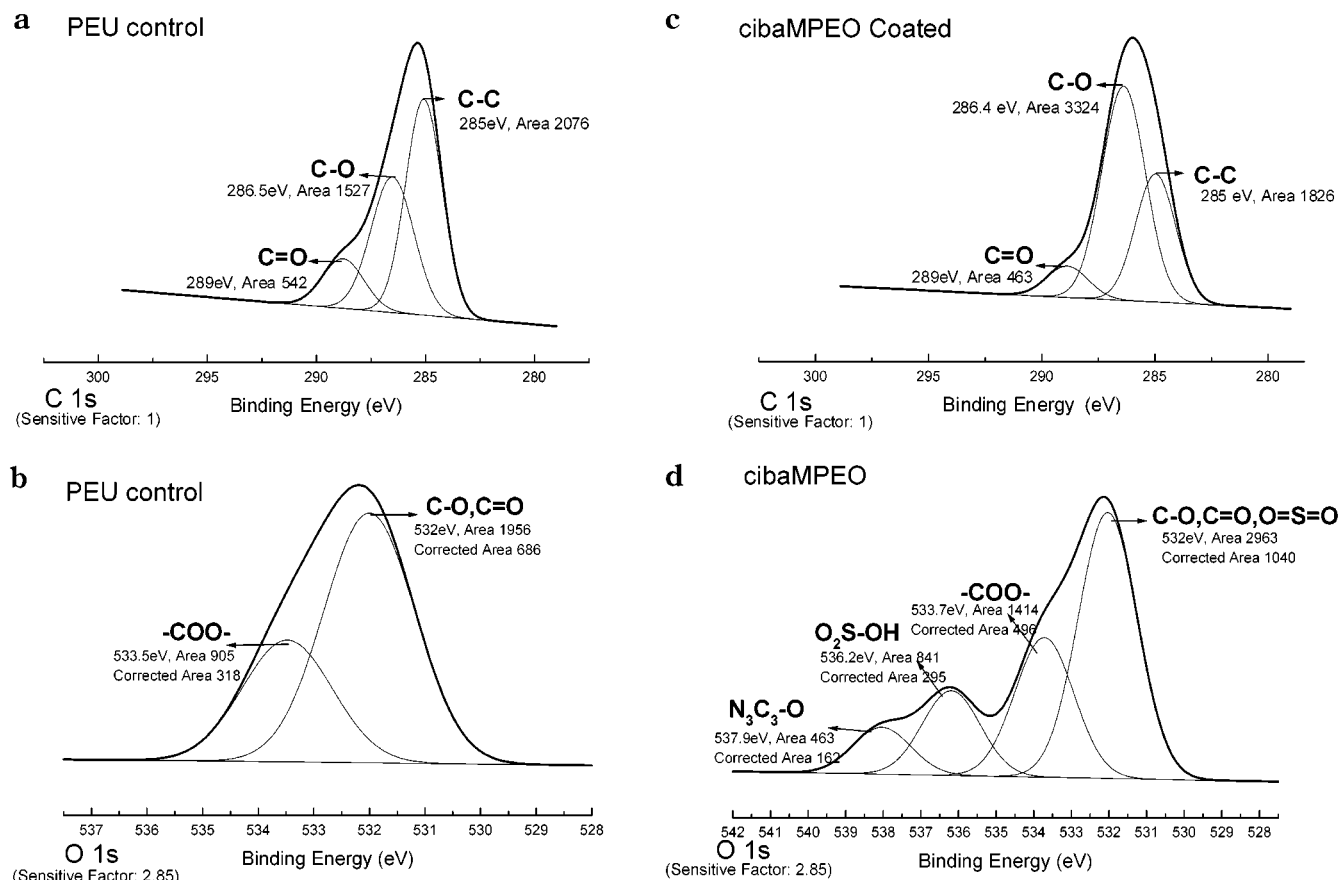 a
PEU control
C-C
285eV, Area 2076
C-O
286.5eV, Area 1527
C=O
289eV, Area 542
300 295 290 285 280
C 1s
Binding Energy (eV)
(Sensitive Factor: 1)
c
cibaMPEO Coated
C-O
286.4 eV, Area 3324
C-C
285 eV, Area 1826
C=O
289eV, Area 463
300 295 290 285 280
C 1s
Binding Energy (eV)
(Sensitive Factor: 1)
b
PEU control
C-O,C=O
532eV, Area 1956
Corrected Area 686
-COO-
533.5eV, Area 905
Corrected Area 318
537 536 535 534 533 532 531 530 529 528
O 1s
Binding Energy (eV)
(Sensitive Factor: 2.85)
d
cibaMPEO
C-O,C=O,O=S=O
532eV, Area 2963
Corrected Area 1040
-COO-
533.7eV, Area 1414
Corrected Area 496
O₂S-OH
536.2eV, Area 841
Corrected Area 295
N₃C₃-O
537.9eV, Area 463
Corrected Area 162
542 541 540 539 538 537 536 535 534 533 532 531 530 529 528
O 1s
Binding Energy (eV)
(Sensitive Factor: 2.85)